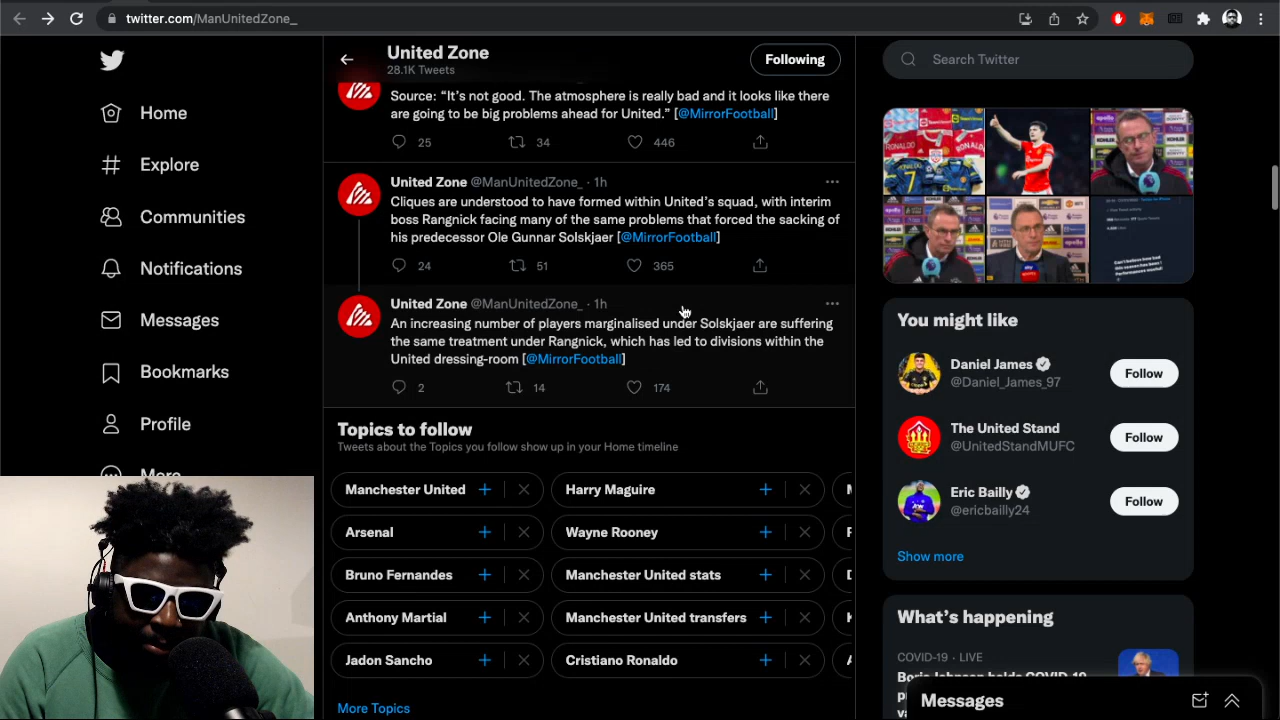 twitter.com/ManUnitedZone_
United Zone
28.1K Tweets
Following
Search Twitter
Home
Explore
Communities
Notifications
Messages
Bookmarks
Profile
More
Source: “It’s not good. The atmosphere is really bad and it looks like there
are going to be big problems ahead for United.” [@MirrorFootball]
25 34 446
United Zone @ManUnitedZone_ · 1h
Cliques are understood to have formed within United’s squad, with interim
boss Rangnick facing many of the same problems that forced the sacking of
his predecessor Ole Gunnar Solskjaer [@MirrorFootball]
24 51 365
United Zone @ManUnitedZone_ · 1h
An increasing number of players marginalised under Solskjaer are suffering
the same treatment under Rangnick, which has led to divisions within the
United dressing-room [@MirrorFootball]
2 14 174
Topics to follow
Tweets about the Topics you follow show up in your Home timeline
Manchester United
Harry Maguire
Arsenal
Wayne Rooney
Bruno Fernandes
Manchester United stats
Anthony Martial
Manchester United transfers
Jadon Sancho
Cristiano Ronaldo
More Topics
You might like
Daniel James
@Daniel_James_97
Follow
The United Stand
@UnitedStandMUFC
Follow
Eric Bailly
@ericbailly24
Follow
Show more
What’s happening
COVID-19 · LIVE
Boris Johnson holds COVID-19
Messages